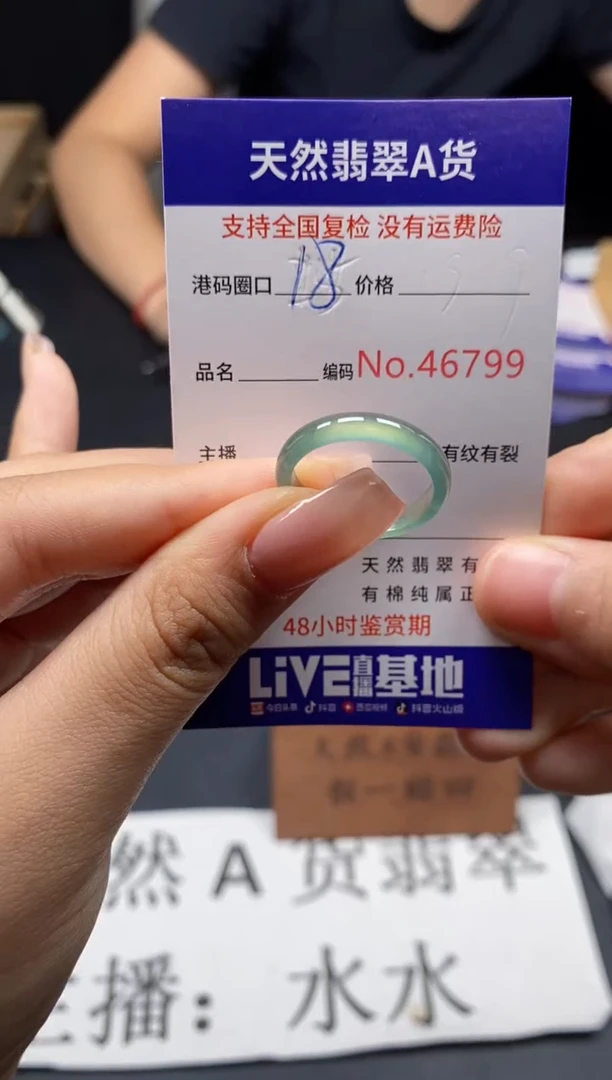 天然翡翠A货
支持全国复检 没有运费险
港码圈口 18 价格
品名 编码 No.46799
主播 有纹有裂
天然翡翠有
有棉纯属正
48小时鉴赏期
LiVE直播基地
今日头条 抖音 西瓜视频 抖音火山版
然 A 货翡翠
主播：水水